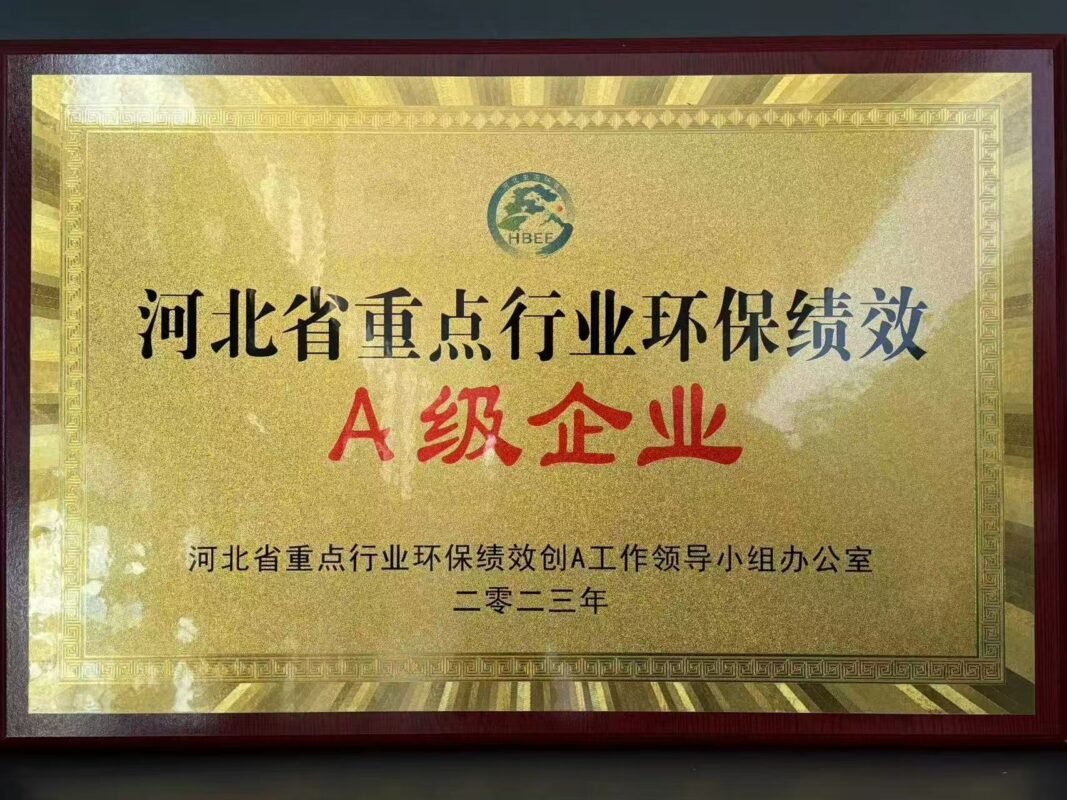 HBEE
河北省重点行业环保绩效
A级企业
河北省重点行业环保绩效创A工作领导小组办公室
二零二三年